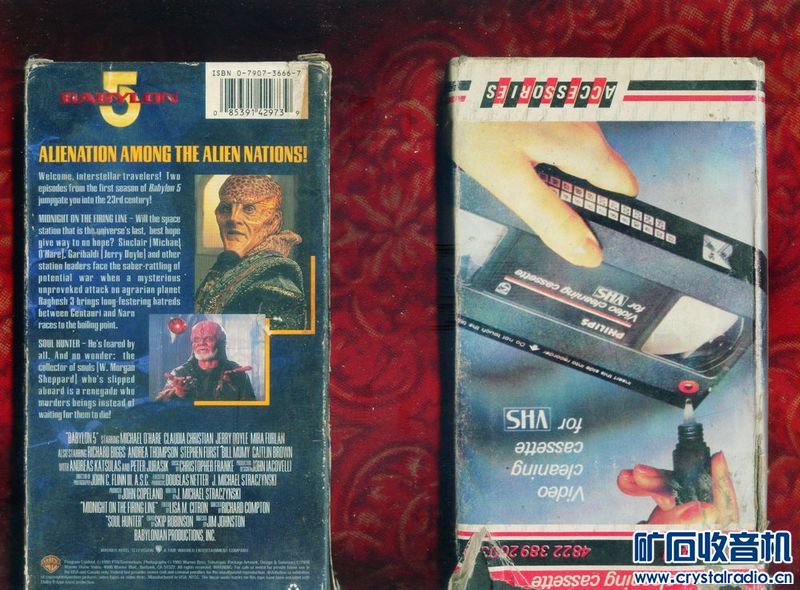 BABYLON
5
ISBN 0-7907-3666-7
0 85391 42973 9
ALIENATION AMONG THE ALIEN NATIONS!
Welcome, interstellar travelers! Two
episodes from the first season of Babylon 5
jumpgate you into the 23rd century!
MIDNIGHT ON THE FIRING LINE – Will the space
station that is the universe's last, best hope
give way to no hope? Sinclair [Michael
O'Hare], Garibaldi [Jerry Doyle] and other
station leaders face the saber-rattling of
potential war when a mysterious
unprovoked attack on agrarian planet
Raghesh 3 brings long-festering hatreds
between Centauri and Narn
races to the boiling point.
SOUL HUNTER – He's feared by
all. And no wonder: the
collector of souls [W. Morgan
Sheppard] who's slipped
aboard is a renegade who
murders beings instead of
waiting for them to die!
"BABYLON 5" STARRING MICHAEL O'HARE CLAUDIA CHRISTIAN JERRY DOYLE MIRA FURLAN
ALSO STARRING RICHARD BIGGS ANDREA THOMPSON STEPHEN FURST BILL MUMY CAITLIN BROWN
WITH ANDREAS KATSULAS AND PETER JURASIK CHRISTOPHER FRANKE JOHN IACOVELLI
JOHN C. FLINN III, A.S.C. DOUGLAS NETTER J. MICHAEL STRACZYNSKI
JOHN COPELAND J. MICHAEL STRACZYNSKI
"MIDNIGHT ON THE FIRING LINE" LISA M. CITRON RICHARD COMPTON
"SOUL HUNTER" SKIP ROBINSON JIM JOHNSTON
BABYLONIAN PRODUCTIONS, INC.
ACCESSORIES
PHILIPS
Video cleaning cassette
for VHS
Insert this side into recorder
Do not touch the
Video
cleaning
cassette
for
VHS
4822 389 200
cleaning cassette
矿石收音机
www.crystalradio.cn